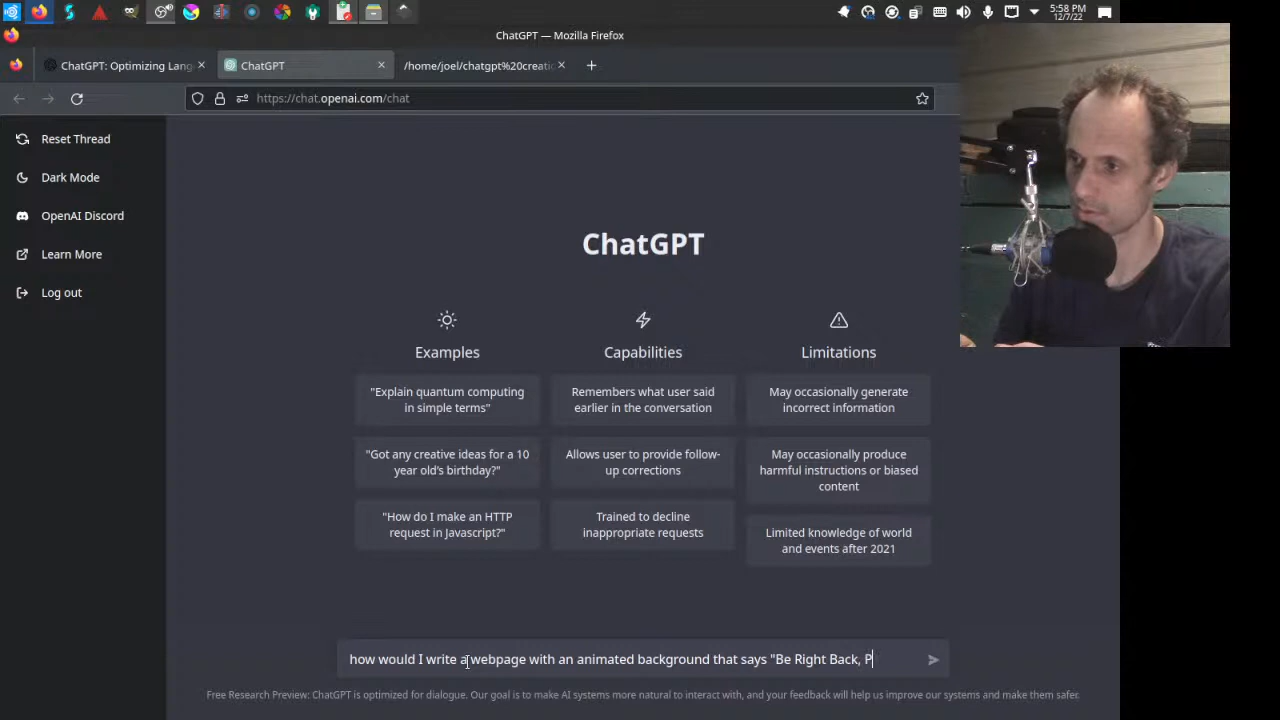 5:58 PM
12/7/22
ChatGPT — Mozilla Firefox
ChatGPT: Optimizing Lang
ChatGPT
/home/joel/chatgpt%20creatio
https://chat.openai.com/chat
Reset Thread
Dark Mode
OpenAI Discord
Learn More
Log out
ChatGPT
Examples
"Explain quantum computing
in simple terms"
"Got any creative ideas for a 10
year old's birthday?"
"How do I make an HTTP
request in Javascript?"
Capabilities
Remembers what user said
earlier in the conversation
Allows user to provide follow-
up corrections
Trained to decline
inappropriate requests
Limitations
May occasionally generate
incorrect information
May occasionally produce
harmful instructions or biased
content
Limited knowledge of world
and events after 2021
how would I write a webpage with an animated background that says "Be Right Back, P
Free Research Preview: ChatGPT is optimized for dialogue. Our goal is to make AI systems more natural to interact with, and your feedback will help us improve our systems and make them safer.